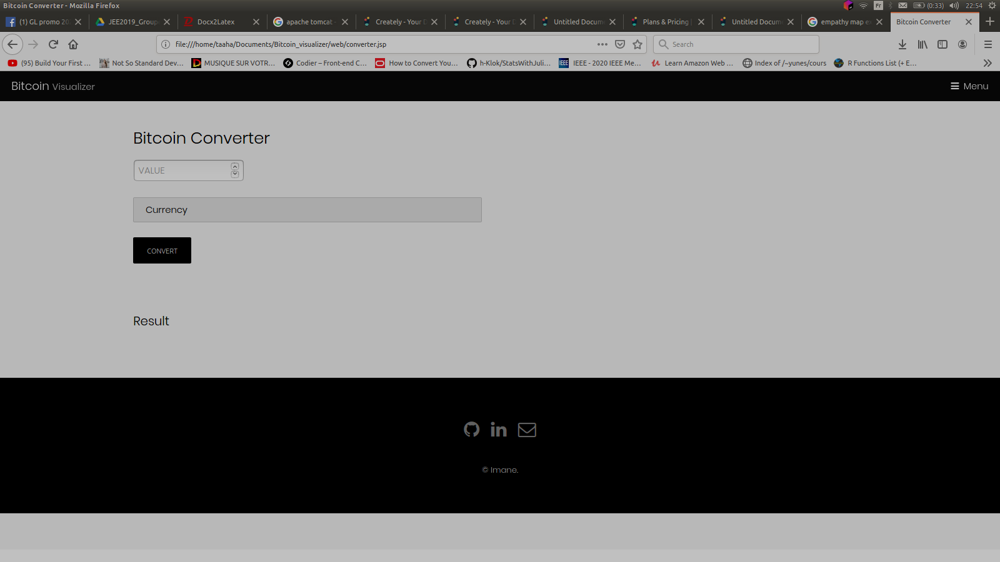 Bitcoin Converter - Mozilla Firefox
Fr (0:33) 22:54
(1) GL promo 20 JEE2019_Group Docx2Latex apache tomcat - Creately - Your D Creately - Your D Untitled Docum Plans & Pricing | Untitled Docum empathy map ex Bitcoin Converter
file:///home/taaha/Documents/Bitcoin_visualizer/web/converter.jsp Search
(95) Build Your First ... Not So Standard Dev... MUSIQUE SUR VOTR... Codier – Front-end C... How to Convert You... h-Klok/StatsWithJuli... IEEE - 2020 IEEE Me... Learn Amazon Web ... Index of /~yunes/cours R Functions List (+ E...
Bitcoin Visualizer Menu
Bitcoin Converter
VALUE
Currency
CONVERT
Result
© Imane.